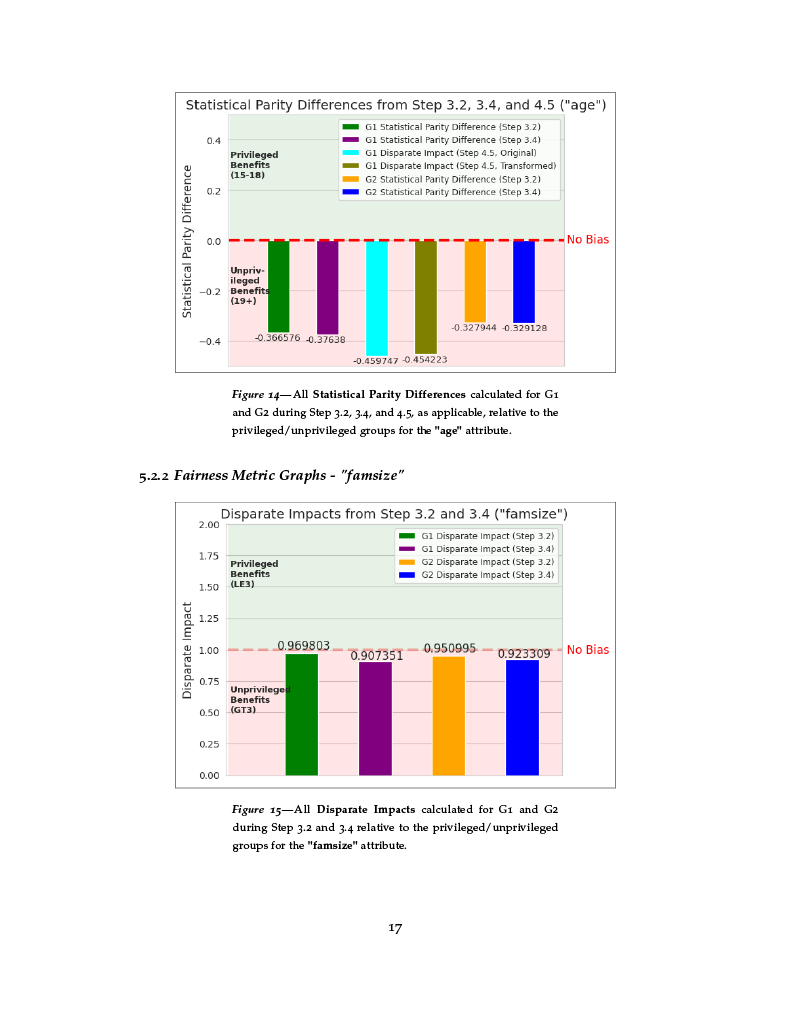 Statistical Parity Differences from Step 3.2, 3.4, and 4.5 ("age")
G1 Statistical Parity Difference (Step 3.2)
G1 Statistical Parity Difference (Step 3.4)
G1 Disparate Impact (Step 4.5, Original)
G1 Disparate Impact (Step 4.5, Transformed)
G2 Statistical Parity Difference (Step 3.2)
G2 Statistical Parity Difference (Step 3.4)
Statistical Parity Difference
0.4
0.2
0.0
−0.2
−0.4
Privileged
Benefits
(15-18)
No Bias
Unpriv-
ileged
Benefits
(19+)
-0.366576
-0.37638
-0.459747
-0.454223
-0.327944
-0.329128
Figure 14—All Statistical Parity Differences calculated for G1
and G2 during Step 3.2, 3.4, and 4.5, as applicable, relative to the
privileged/unprivileged groups for the "age" attribute.
5.2.2 Fairness Metric Graphs - "famsize"
Disparate Impacts from Step 3.2 and 3.4 ("famsize")
G1 Disparate Impact (Step 3.2)
G1 Disparate Impact (Step 3.4)
G2 Disparate Impact (Step 3.2)
G2 Disparate Impact (Step 3.4)
Disparate Impact
2.00
1.75
1.50
1.25
1.00
0.75
0.50
0.25
0.00
Privileged
Benefits
(LE3)
No Bias
Unprivileged
Benefits
(GT3)
0.969803
0.907351
0.950995
0.923309
Figure 15—All Disparate Impacts calculated for G1 and G2
during Step 3.2 and 3.4 relative to the privileged/unprivileged
groups for the "famsize" attribute.
17